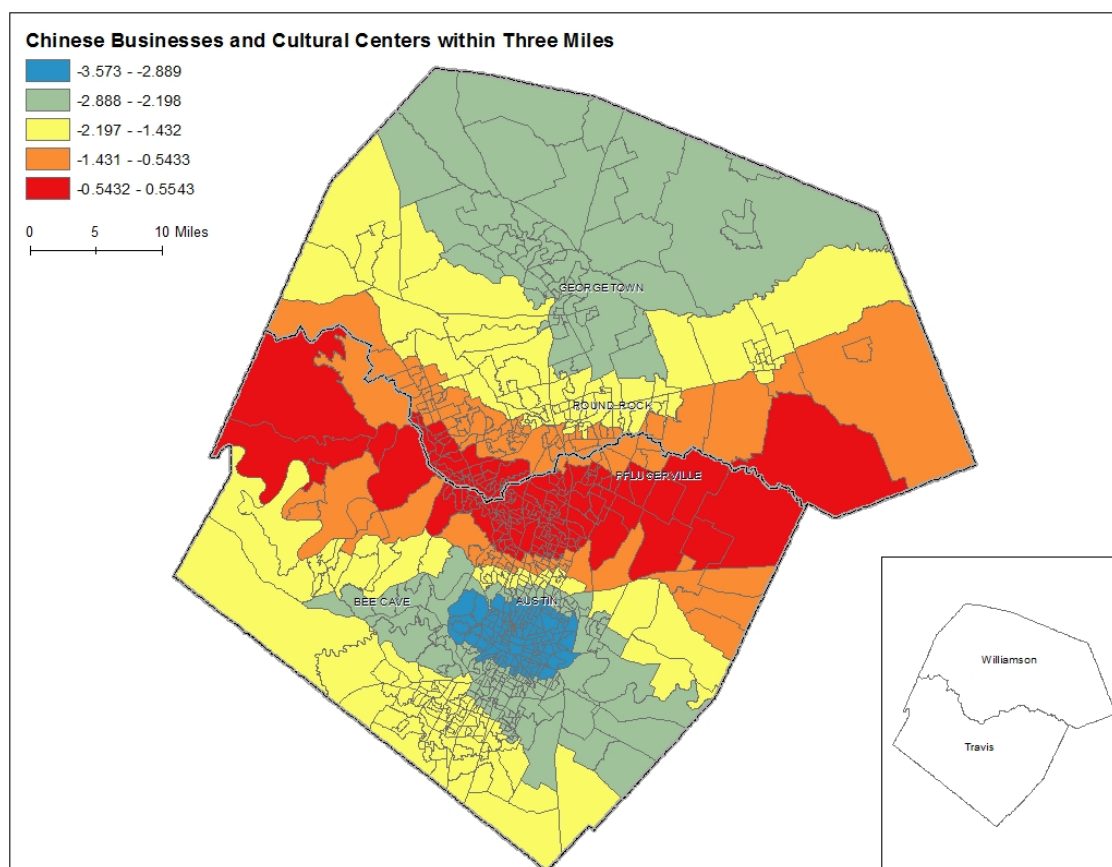 Chinese Businesses and Cultural Centers within Three Miles
-3.573 - -2.889
-2.888 - -2.198
-2.197 - -1.432
-1.431 - -0.5433
-0.5432 - 0.5543
0 5 10 Miles
GEORGETOWN
ROUND ROCK
PFLUGERVILLE
BEE CAVE
AUSTIN
Williamson
Travis